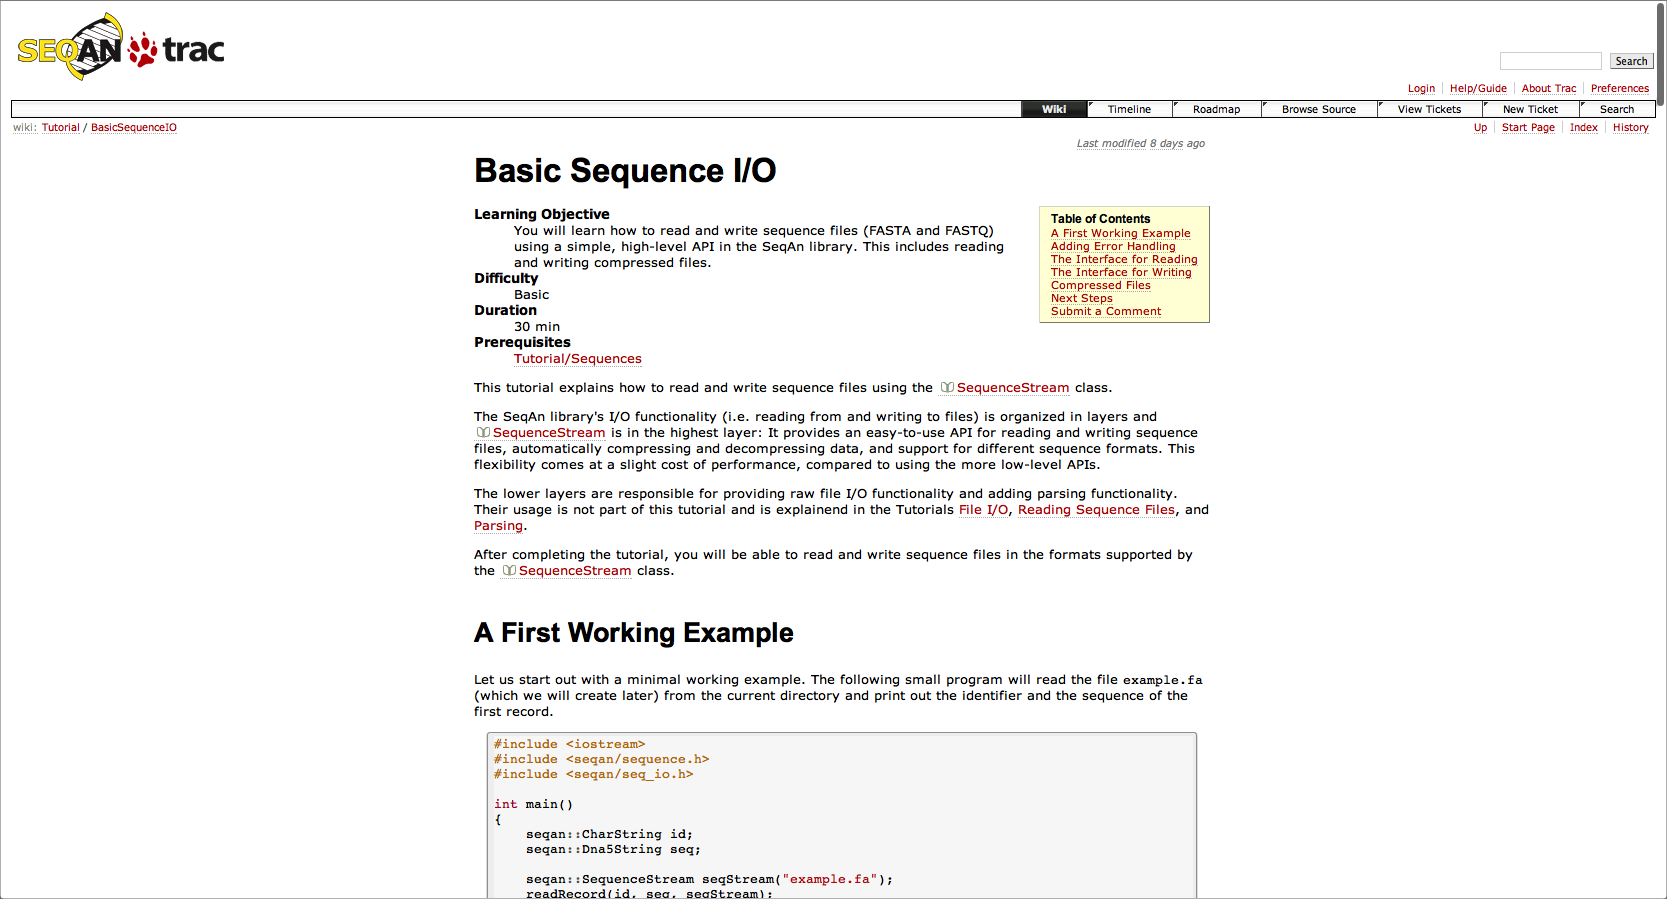 SEQAN trac
Search
Login Help/Guide About Trac Preferences
Wiki Timeline Roadmap Browse Source View Tickets New Ticket Search
wiki: Tutorial / BasicSequenceIO
Up Start Page Index History
Last modified 8 days ago
Basic Sequence I/O
Learning Objective
You will learn how to read and write sequence files (FASTA and FASTQ)
using a simple, high-level API in the SeqAn library. This includes reading
and writing compressed files.
Difficulty
Basic
Duration
30 min
Prerequisites
Tutorial/Sequences
Table of Contents
A First Working Example
Adding Error Handling
The Interface for Reading
The Interface for Writing
Compressed Files
Next Steps
Submit a Comment
This tutorial explains how to read and write sequence files using the SequenceStream class.
The SeqAn library's I/O functionality (i.e. reading from and writing to files) is organized in layers and
SequenceStream is in the highest layer: It provides an easy-to-use API for reading and writing sequence
files, automatically compressing and decompressing data, and support for different sequence formats. This
flexibility comes at a slight cost of performance, compared to using the more low-level APIs.
The lower layers are responsible for providing raw file I/O functionality and adding parsing functionality.
Their usage is not part of this tutorial and is explainend in the Tutorials File I/O, Reading Sequence Files, and
Parsing.
After completing the tutorial, you will be able to read and write sequence files in the formats supported by
the SequenceStream class.
A First Working Example
Let us start out with a minimal working example. The following small program will read the file example.fa
(which we will create later) from the current directory and print out the identifier and the sequence of the
first record.
#include <iostream>
#include <seqan/sequence.h>
#include <seqan/seq_io.h>
int main()
{
seqan::CharString id;
seqan::Dna5String seq;
seqan::SequenceStream seqStream("example.fa");
readRecord(id, seq, seqStream);